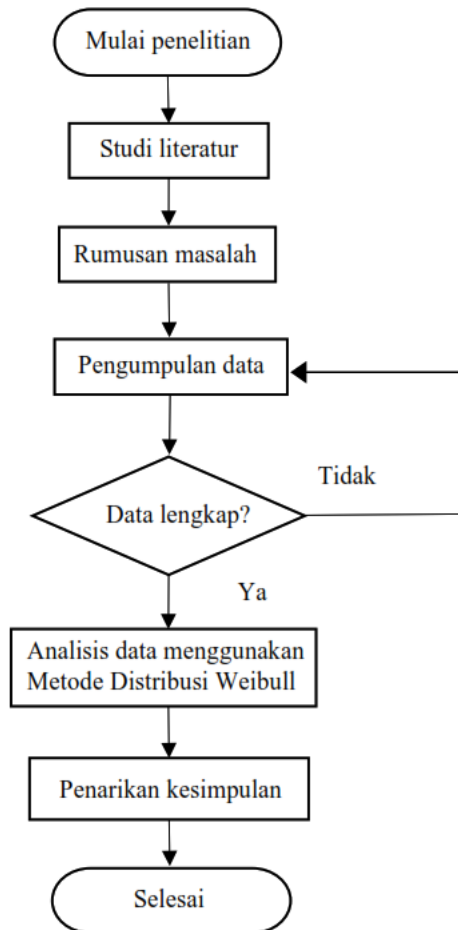 Mulai penelitian
Studi literatur
Rumusan masalah
Pengumpulan data
Tidak
Data lengkap?
Ya
Analisis data menggunakan
Metode Distribusi Weibull
Penarikan kesimpulan
Selesai